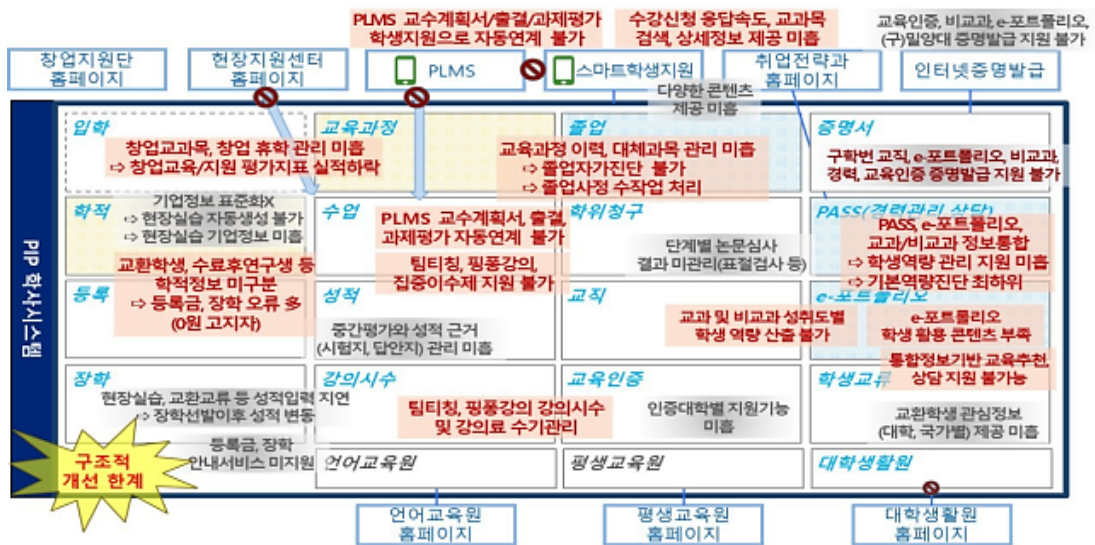 PLMS 교수계획서/출결/과제평가
학생지원으로 자동연계 불가
수강신청 응답속도, 교과목
검색, 상세정보 제공 미흡
교육인증, 비교과, e-포트폴리오,
(구)밀양대 증명발급 지원 불가
창업지원단
홈페이지
현장지원센터
홈페이지
PLMS
스마트학생지원
취업전략과
홈페이지
인터넷증명발급
다양한 콘텐츠
제공 미흡
PIP 학사시스템
입학
창업교과목, 창업 휴학 관리 미흡
⇨ 창업교육/지원 평가지표 실적하락
교육과정
졸업
교육과정 이력, 대체과목 관리 미흡
⇨ 졸업자가진단 불가
⇨ 졸업사정 수작업 처리
증명서
구학번 교직, e-포트폴리오, 비교과,
경력, 교육인증 증명발급 지원 불가
학적
기업정보 표준화X
⇨ 현장실습 자동생성 불가
⇨ 현장실습 기업정보 미흡
교환학생, 수료후연구생 등
학적정보 미구분
⇨ 등록금, 장학 오류 多
(0원 고지자)
수업
PLMS 교수계획서, 출결,
과제평가 자동연계 불가
팀티칭, 핑퐁강의,
집중이수제 지원 불가
학위청구
단계별 논문심사
결과 미관리(표절검사 등)
PASS(경력관리 상담)
PASS, e-포트폴리오,
교과/비교과 정보통합
⇨ 학생역량 관리 지원 미흡
⇨ 기본역량진단 최하위
등록
성적
중간평가와 성적 근거
(시험지, 답안지) 관리 미흡
교직
교과 및 비교과 성취도별
학생 역량 산출 불가
e-포트폴리오
e-포트폴리오
학생 활용 콘텐츠 부족
통합정보기반 교육추천,
상담 지원 불가능
장학
현장실습, 교환교류 등 성적입력 지연
⇨ 장학선발이후 성적 변동
등록금, 장학
안내서비스 미지원
강의시수
팀티칭, 핑퐁강의 강의시수
및 강의료 수기관리
교육인증
인증대학별 지원기능
미흡
학생교류
교환학생 관심정보
(대학, 국가별) 제공 미흡
구조적
개선 한계
언어교육원
평생교육원
대학생활원
언어교육원
홈페이지
평생교육원
홈페이지
대학생활원
홈페이지